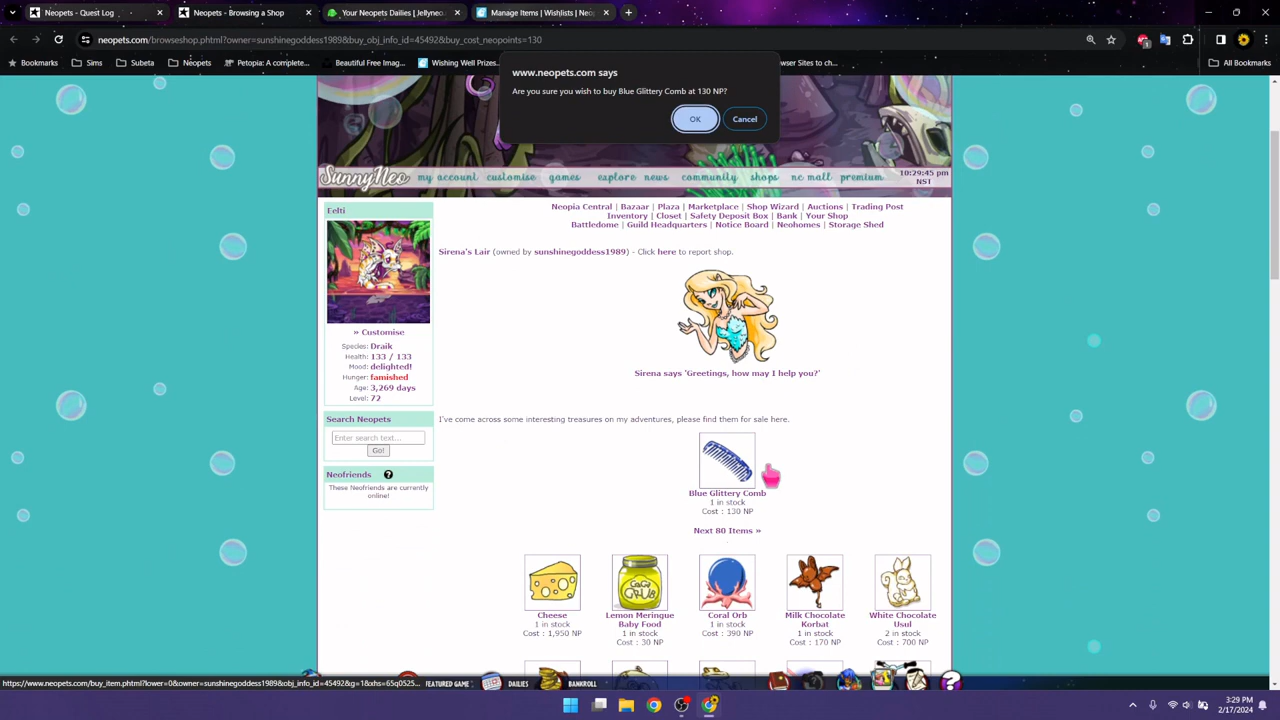 Quest Log | Neopets
Neopets - Browsing a Shop
Your Neopets Dailies | Jellyneo
Manage Items | Wishlists | Ne
neopets.com/browseshop.phtml?owner=sunshinegoddess1989&buy_obj_info_id=45492&buy_cost_neopoints=130
Bookmarks
Sims
Subeta
Neopets
Petopia: A complete...
Beautiful Free Imag...
Wishing Well Prizes...
wser Sites to ch...
All Bookmarks
www.neopets.com says
Are you sure you wish to buy Blue Glittery Comb at 130 NP?
OK
Cancel
SunnyNeo my account customise games explore news community shops nc mall premium
10:29:45 pm
NST
Eelti
» Customise
Species: Draik
Health: 133 / 133
Mood: delighted!
Hunger: famished
Age: 3,269 days
Level: 72
Search Neopets
Enter search text...
Go!
Neofriends ?
These Neofriends are currently
online!
Neopia Central | Bazaar | Plaza | Marketplace | Shop Wizard | Auctions | Trading Post
Inventory | Closet | Safety Deposit Box | Bank | Your Shop
Battledome | Guild Headquarters | Notice Board | Neohomes | Storage Shed
Sirena's Lair (owned by sunshinegoddess1989) - Click here to report shop.
Sirena says 'Greetings, how may I help you?'
I've come across some interesting treasures on my adventures, please find them for sale here.
Blue Glittery Comb
1 in stock
Cost : 130 NP
Next 80 Items »
Cheese
1 in stock
Cost : 1,950 NP
Lemon Meringue
Baby Food
1 in stock
Cost : 30 NP
Coral Orb
1 in stock
Cost : 390 NP
Milk Chocolate
Korbat
1 in stock
Cost : 170 NP
White Chocolate
Usul
2 in stock
Cost : 700 NP
https://www.neopets.com/buy_item.phtml?lower=0&owner=sunshinegoddess1989&obj_info_id=45492&g=1&xhs=65q0525...
FEATURED GAME
DAILIES
BANKROLL
3:29 PM
2/17/2024